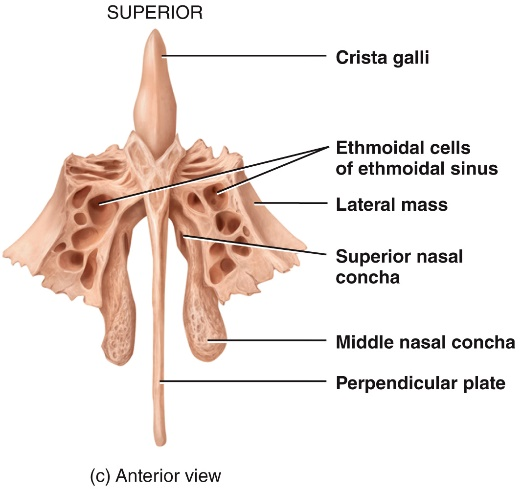 SUPERIOR
Crista galli
Ethmoidal cells
of ethmoidal sinus
Lateral mass
Superior nasal
concha
Middle nasal concha
Perpendicular plate
(c) Anterior view